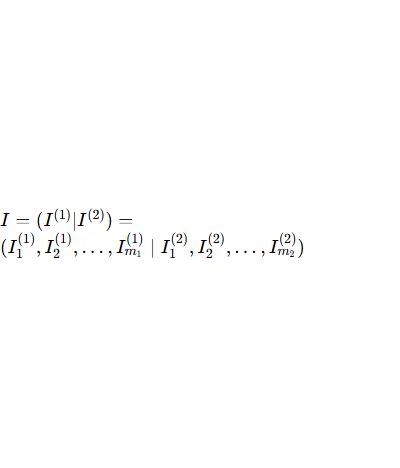 I = (I^{(1)}|I^{(2)}) =
(I_1^{(1)}, I_2^{(1)}, \ldots, I_{m_1}^{(1)} \mid I_1^{(2)}, I_2^{(2)}, \ldots, I_{m_2}^{(2)})